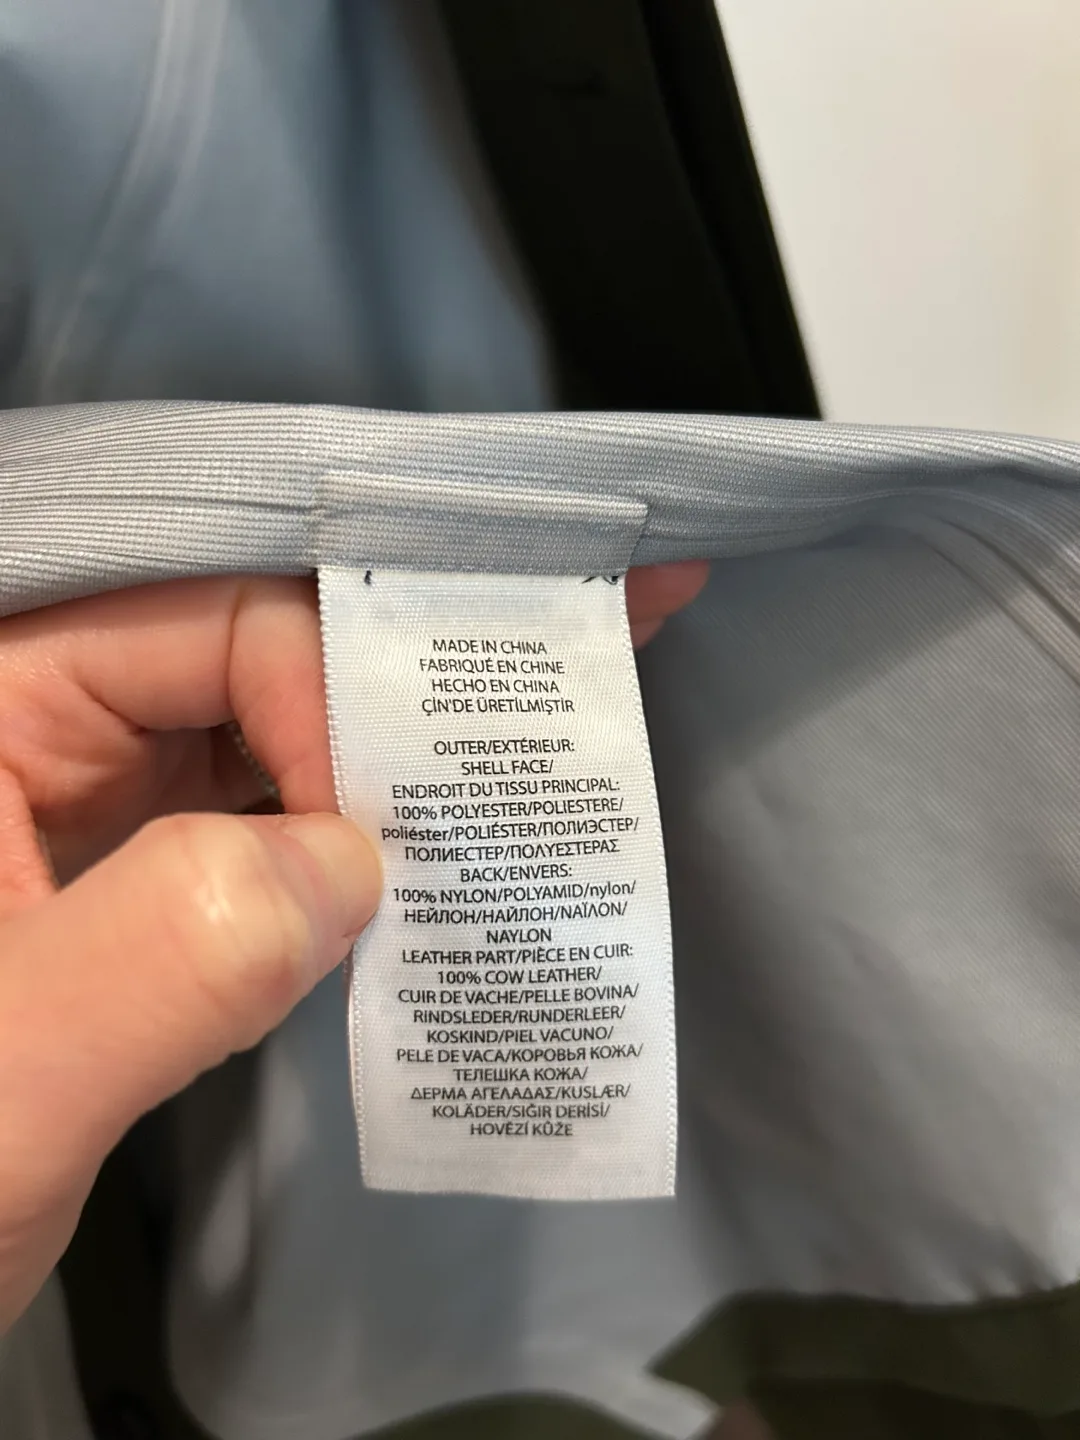 MADE IN CHINA
FABRIQUÉ EN CHINE
HECHO EN CHINA
ÇİN'DE ÜRETİLMİŞTİR
OUTER/EXTÉRIEUR:
SHELL FACE/
ENDROIT DU TISSU PRINCIPAL:
100% POLYESTER/POLIESTERE/
poliéster/POLIÉSTER/ПОЛИЭСТЕР/
ПОЛИЕСТЕР/ΠΟΛΥΕΣΤΕΡΑΣ
BACK/ENVERS:
100% NYLON/POLYAMID/nylon/
НЕЙЛОН/НАЙЛОН/ΝΑΪΛΟΝ/
NAYLON
LEATHER PART/PIÈCE EN CUIR:
100% COW LEATHER/
CUIR DE VACHE/PELLE BOVINA/
RINDSLEDER/RUNDERLEER/
KOSKIND/PIEL VACUNO/
PELE DE VACA/КОРОВЬЯ КОЖА/
ТЕЛЕШКА КОЖА/
ΔΕΡΜΑ ΑΓΕΛΑΔΑΣ/KUSLÆR/
KOLÄDER/SIĞIR DERİSİ/
HOVĚZÍ KŮŽE